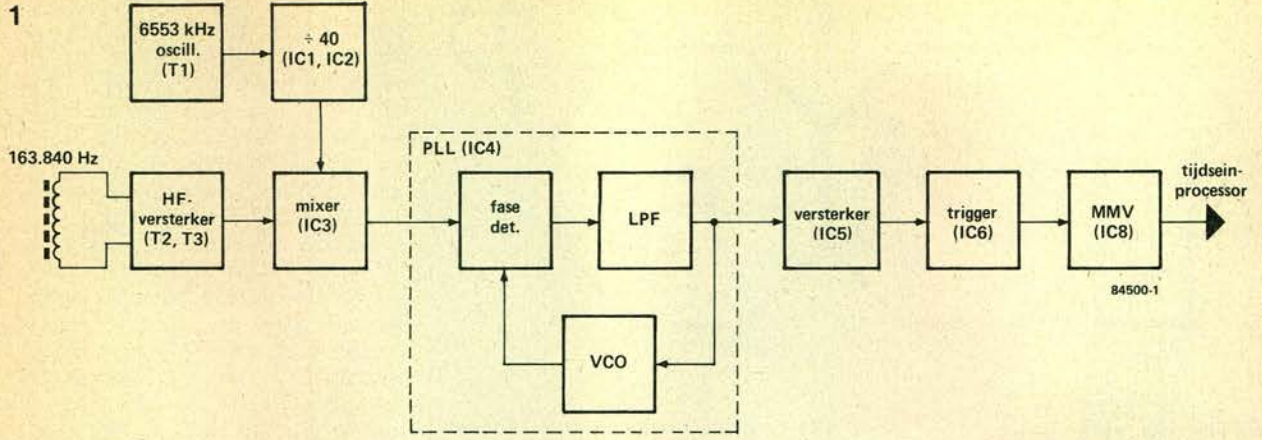 1
6553 kHz
oscill.
(T1)
÷ 40
(IC1, IC2)
163.840 Hz
HF-
versterker
(T2, T3)
mixer
(IC3)
PLL (IC4)
fase
det.
LPF
VCO
versterker
(IC5)
trigger
(IC6)
MMV
(IC8)
tijdsein-
processor
84500-1